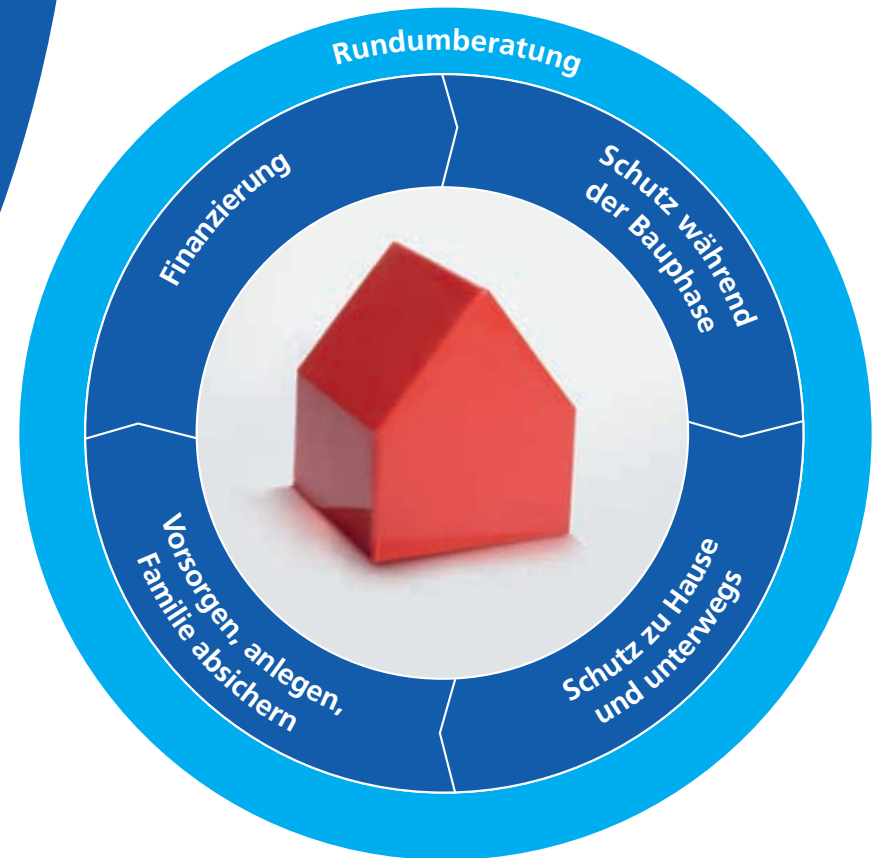 Rundumberatung
Finanzierung
Schutz während
der Bauphase
Schutz zu Hause
und unterwegs
Vorsorgen, anlegen,
Familie absichern